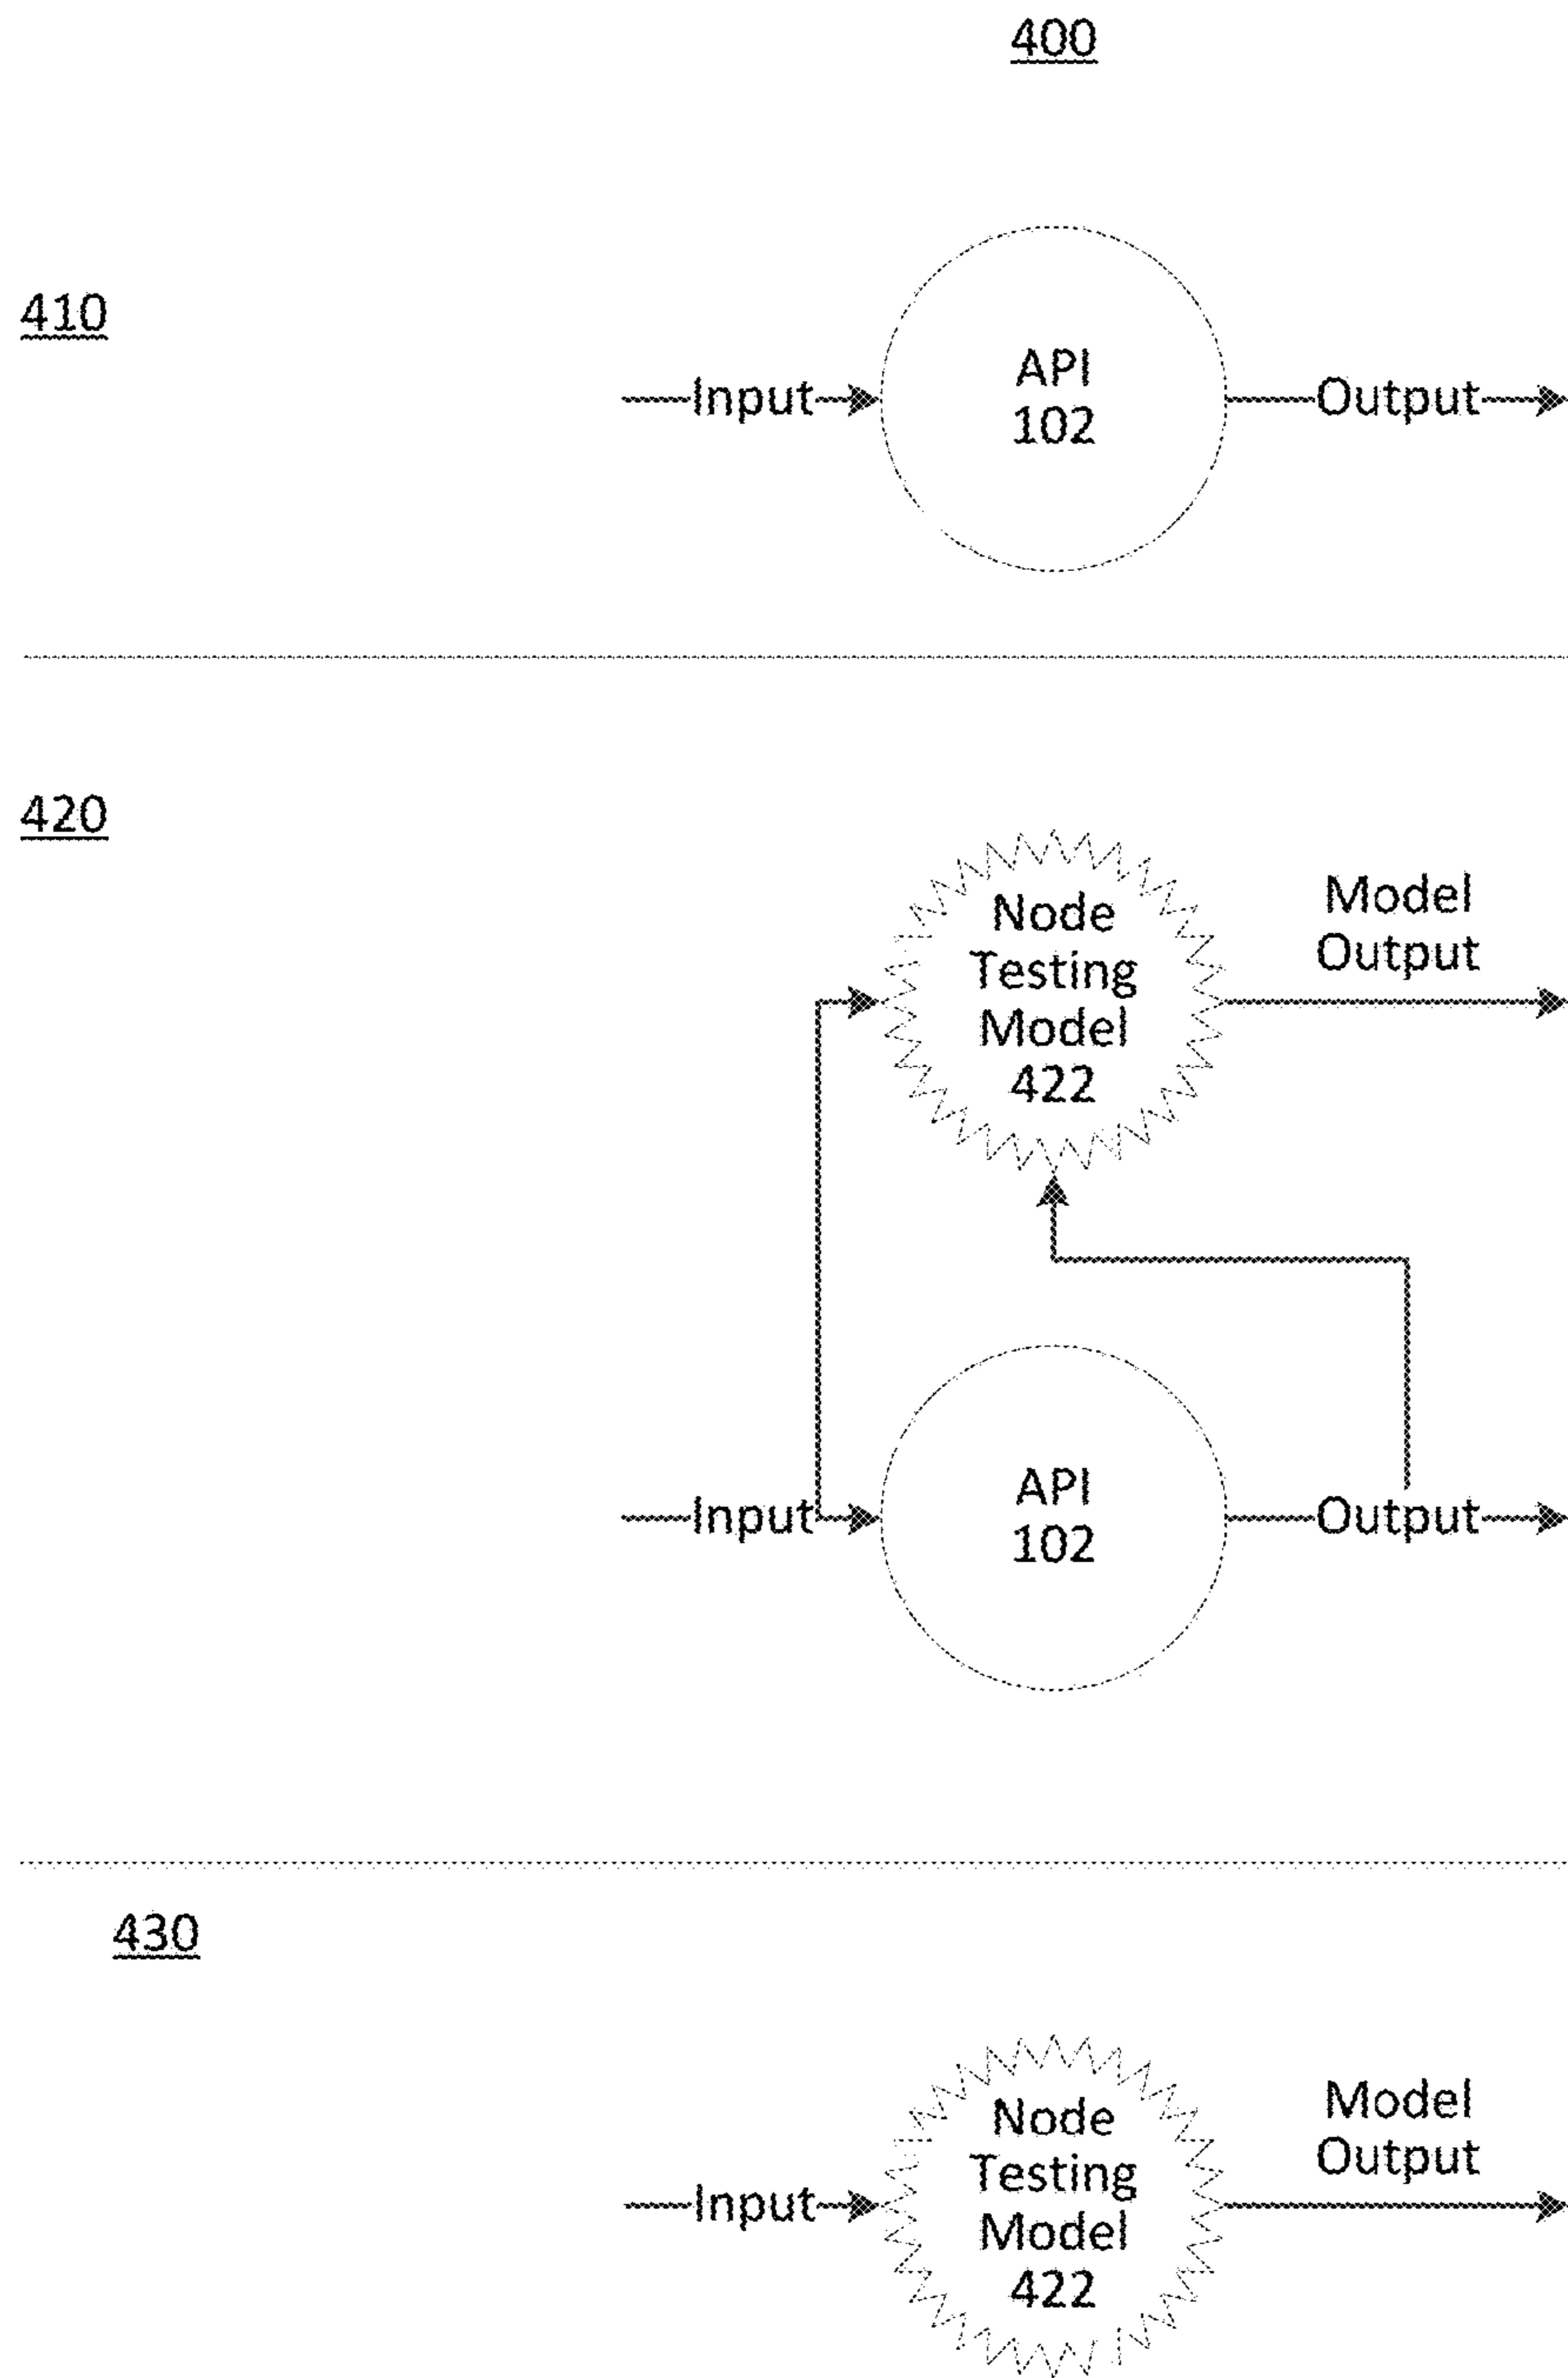 400
410
API
Input
102
Output
420
Node
Testing
Model
422
Model
Output
API
Input
102
Output
430
Node
Testing
Model
422
Model
Output
Input